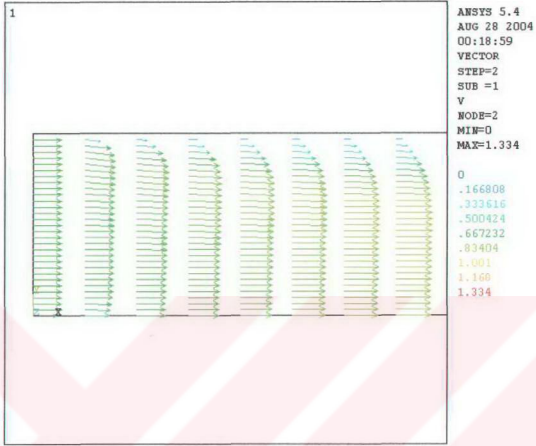 1
ANSYS 5.4
AUG 28 2004
00:18:59
VECTOR
STEP=2
SUB =1
V
NODE=2
MIN=0
MAX=1.334
0
.166808
.333616
.500424
.667232
.83404
1.001
1.168
1.334